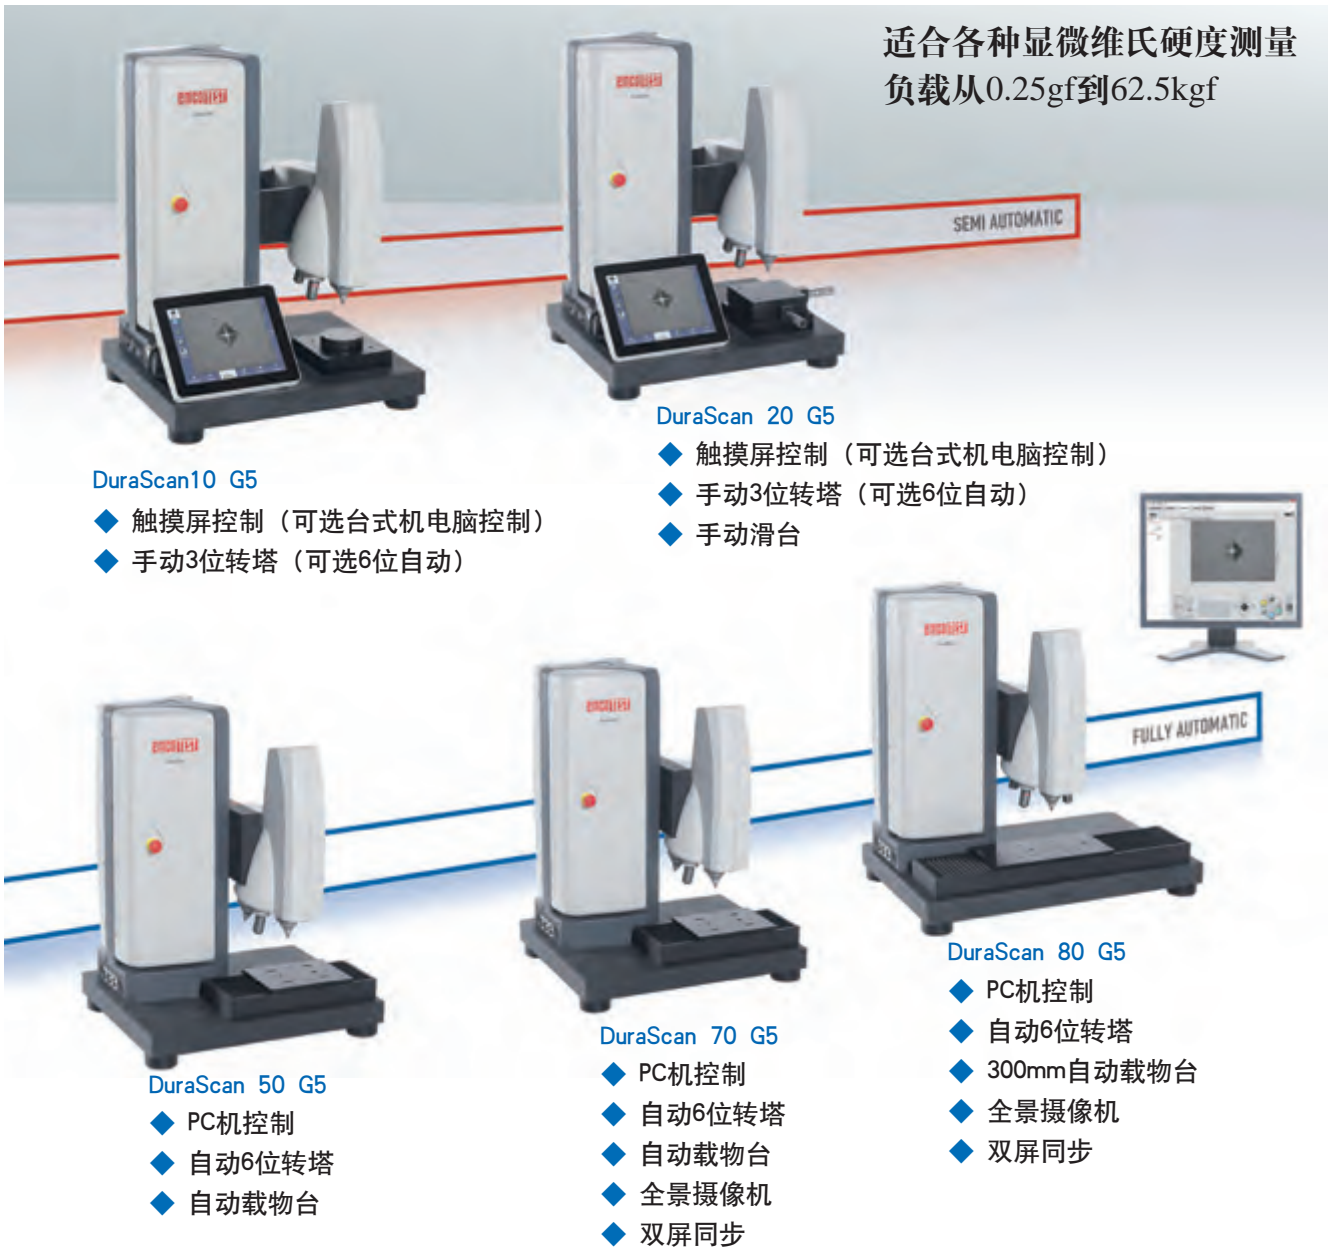 适合各种显微维氏硬度测量
负载从0.25gf到62.5kgf
emcoTEST
emcoTEST
SEMI AUTOMATIC
DuraScan10 G5
◆ 触摸屏控制（可选台式机电脑控制）
◆ 手动3位转塔（可选6位自动）
DuraScan 20 G5
◆ 触摸屏控制（可选台式机电脑控制）
◆ 手动3位转塔（可选6位自动）
◆ 手动滑台
emcoTEST
emcoTEST
emcoTEST
FULLY AUTOMATIC
DuraScan 50 G5
◆ PC机控制
◆ 自动6位转塔
◆ 自动载物台
DuraScan 70 G5
◆ PC机控制
◆ 自动6位转塔
◆ 自动载物台
◆ 全景摄像机
◆ 双屏同步
DuraScan 80 G5
◆ PC机控制
◆ 自动6位转塔
◆ 300mm自动载物台
◆ 全景摄像机
◆ 双屏同步